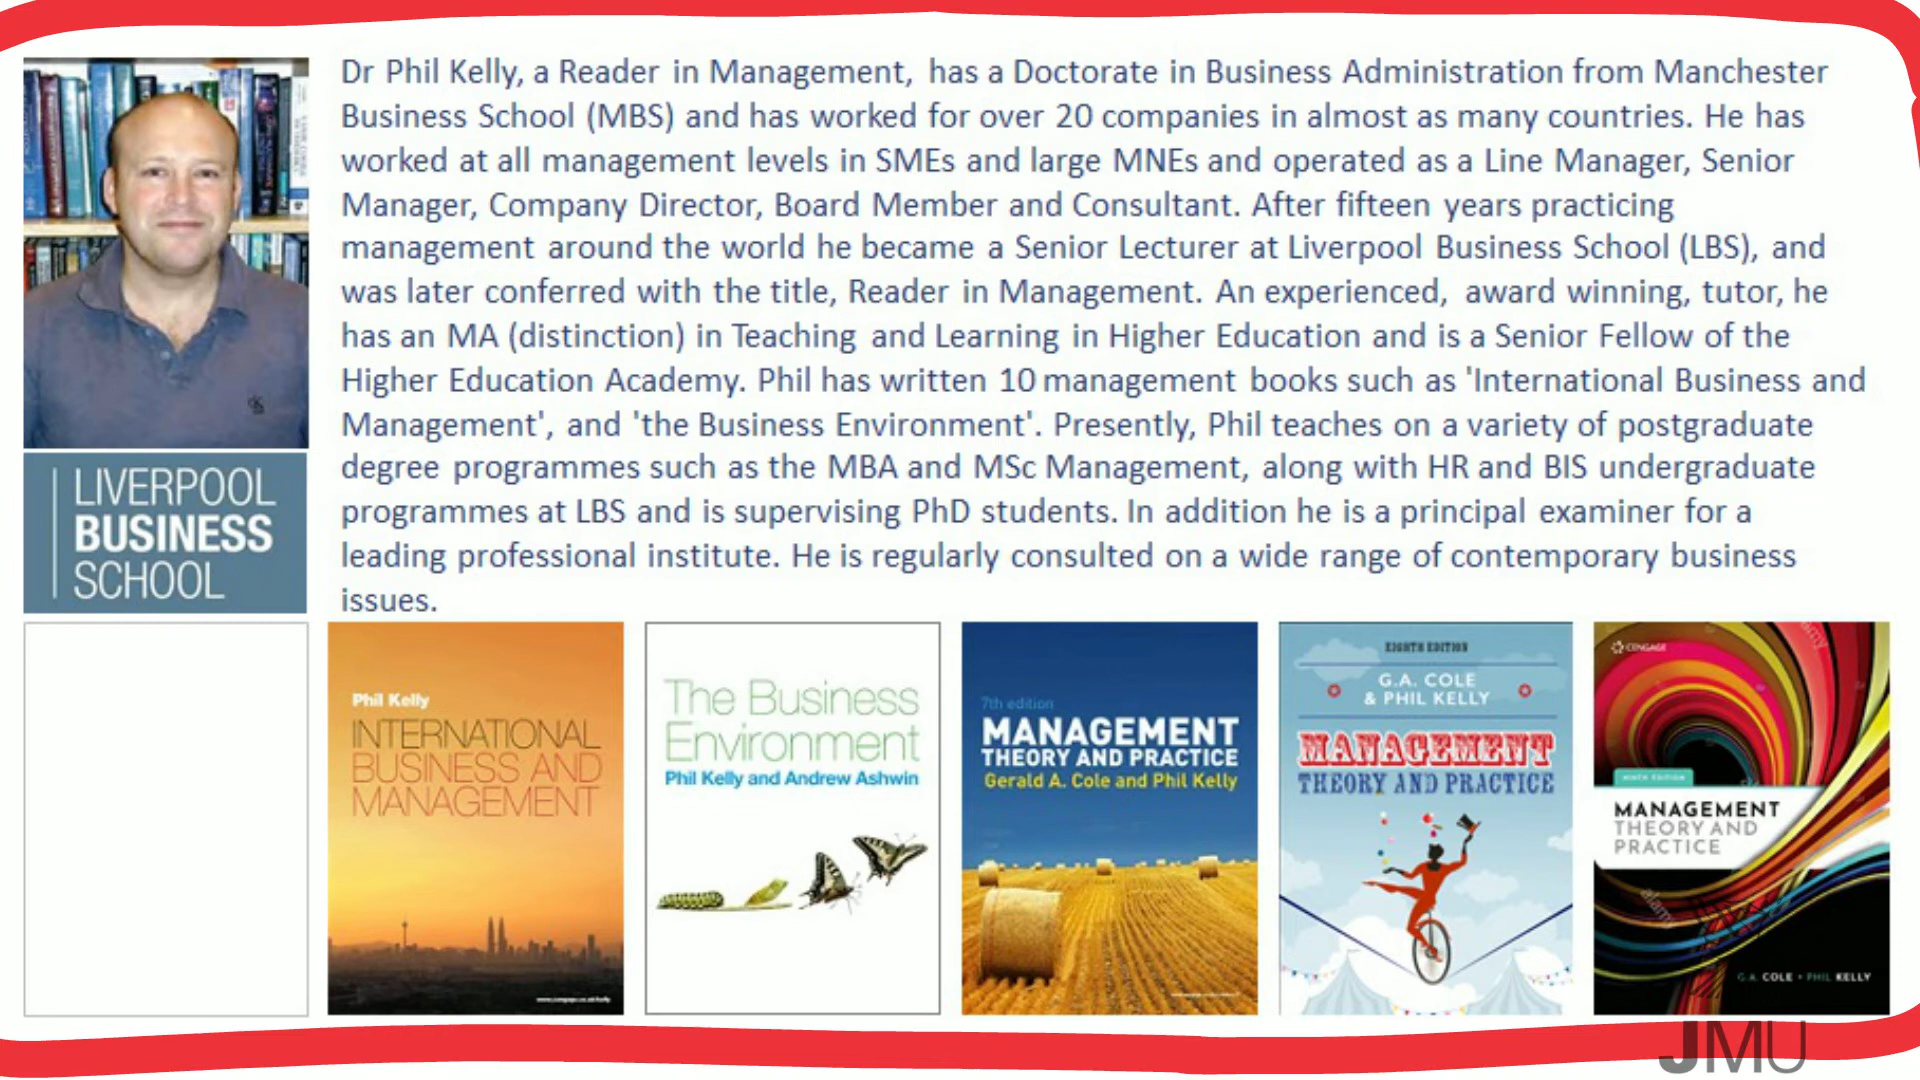 Dr Phil Kelly, a Reader in Management, has a Doctorate in Business Administration from Manchester
Business School (MBS) and has worked for over 20 companies in almost as many countries. He has
worked at all management levels in SMEs and large MNEs and operated as a Line Manager, Senior
Manager, Company Director, Board Member and Consultant. After fifteen years practicing
management around the world he became a Senior Lecturer at Liverpool Business School (LBS), and
was later conferred with the title, Reader in Management. An experienced, award winning, tutor, he
has an MA (distinction) in Teaching and Learning in Higher Education and is a Senior Fellow of the
Higher Education Academy. Phil has written 10 management books such as 'International Business and
Management', and 'the Business Environment'. Presently, Phil teaches on a variety of postgraduate
degree programmes such as the MBA and MSc Management, along with HR and BIS undergraduate
programmes at LBS and is supervising PhD students. In addition he is a principal examiner for a
leading professional institute. He is regularly consulted on a wide range of contemporary business
issues.
LIVERPOOL
BUSINESS
SCHOOL
Phil Kelly
INTERNATIONAL
BUSINESS AND
MANAGEMENT
The Business
Environment
Phil Kelly and Andrew Ashwin
7th edition
MANAGEMENT
THEORY AND PRACTICE
Gerald A. Cole and Phil Kelly
EIGHTH EDITION
G.A. COLE
& PHIL KELLY
MANAGEMENT
THEORY AND PRACTICE
CENGAGE
NINTH EDITION
MANAGEMENT
THEORY AND
PRACTICE
G.A. COLE • PHIL KELLY
JMU